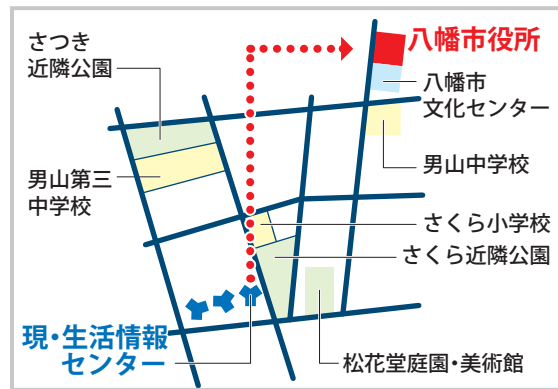 さつき
近隣公園
八幡市役所
八幡市
文化センター
男山第三
中学校
男山中学校
さくら小学校
さくら近隣公園
現・生活情報
センター
松花堂庭園・美術館